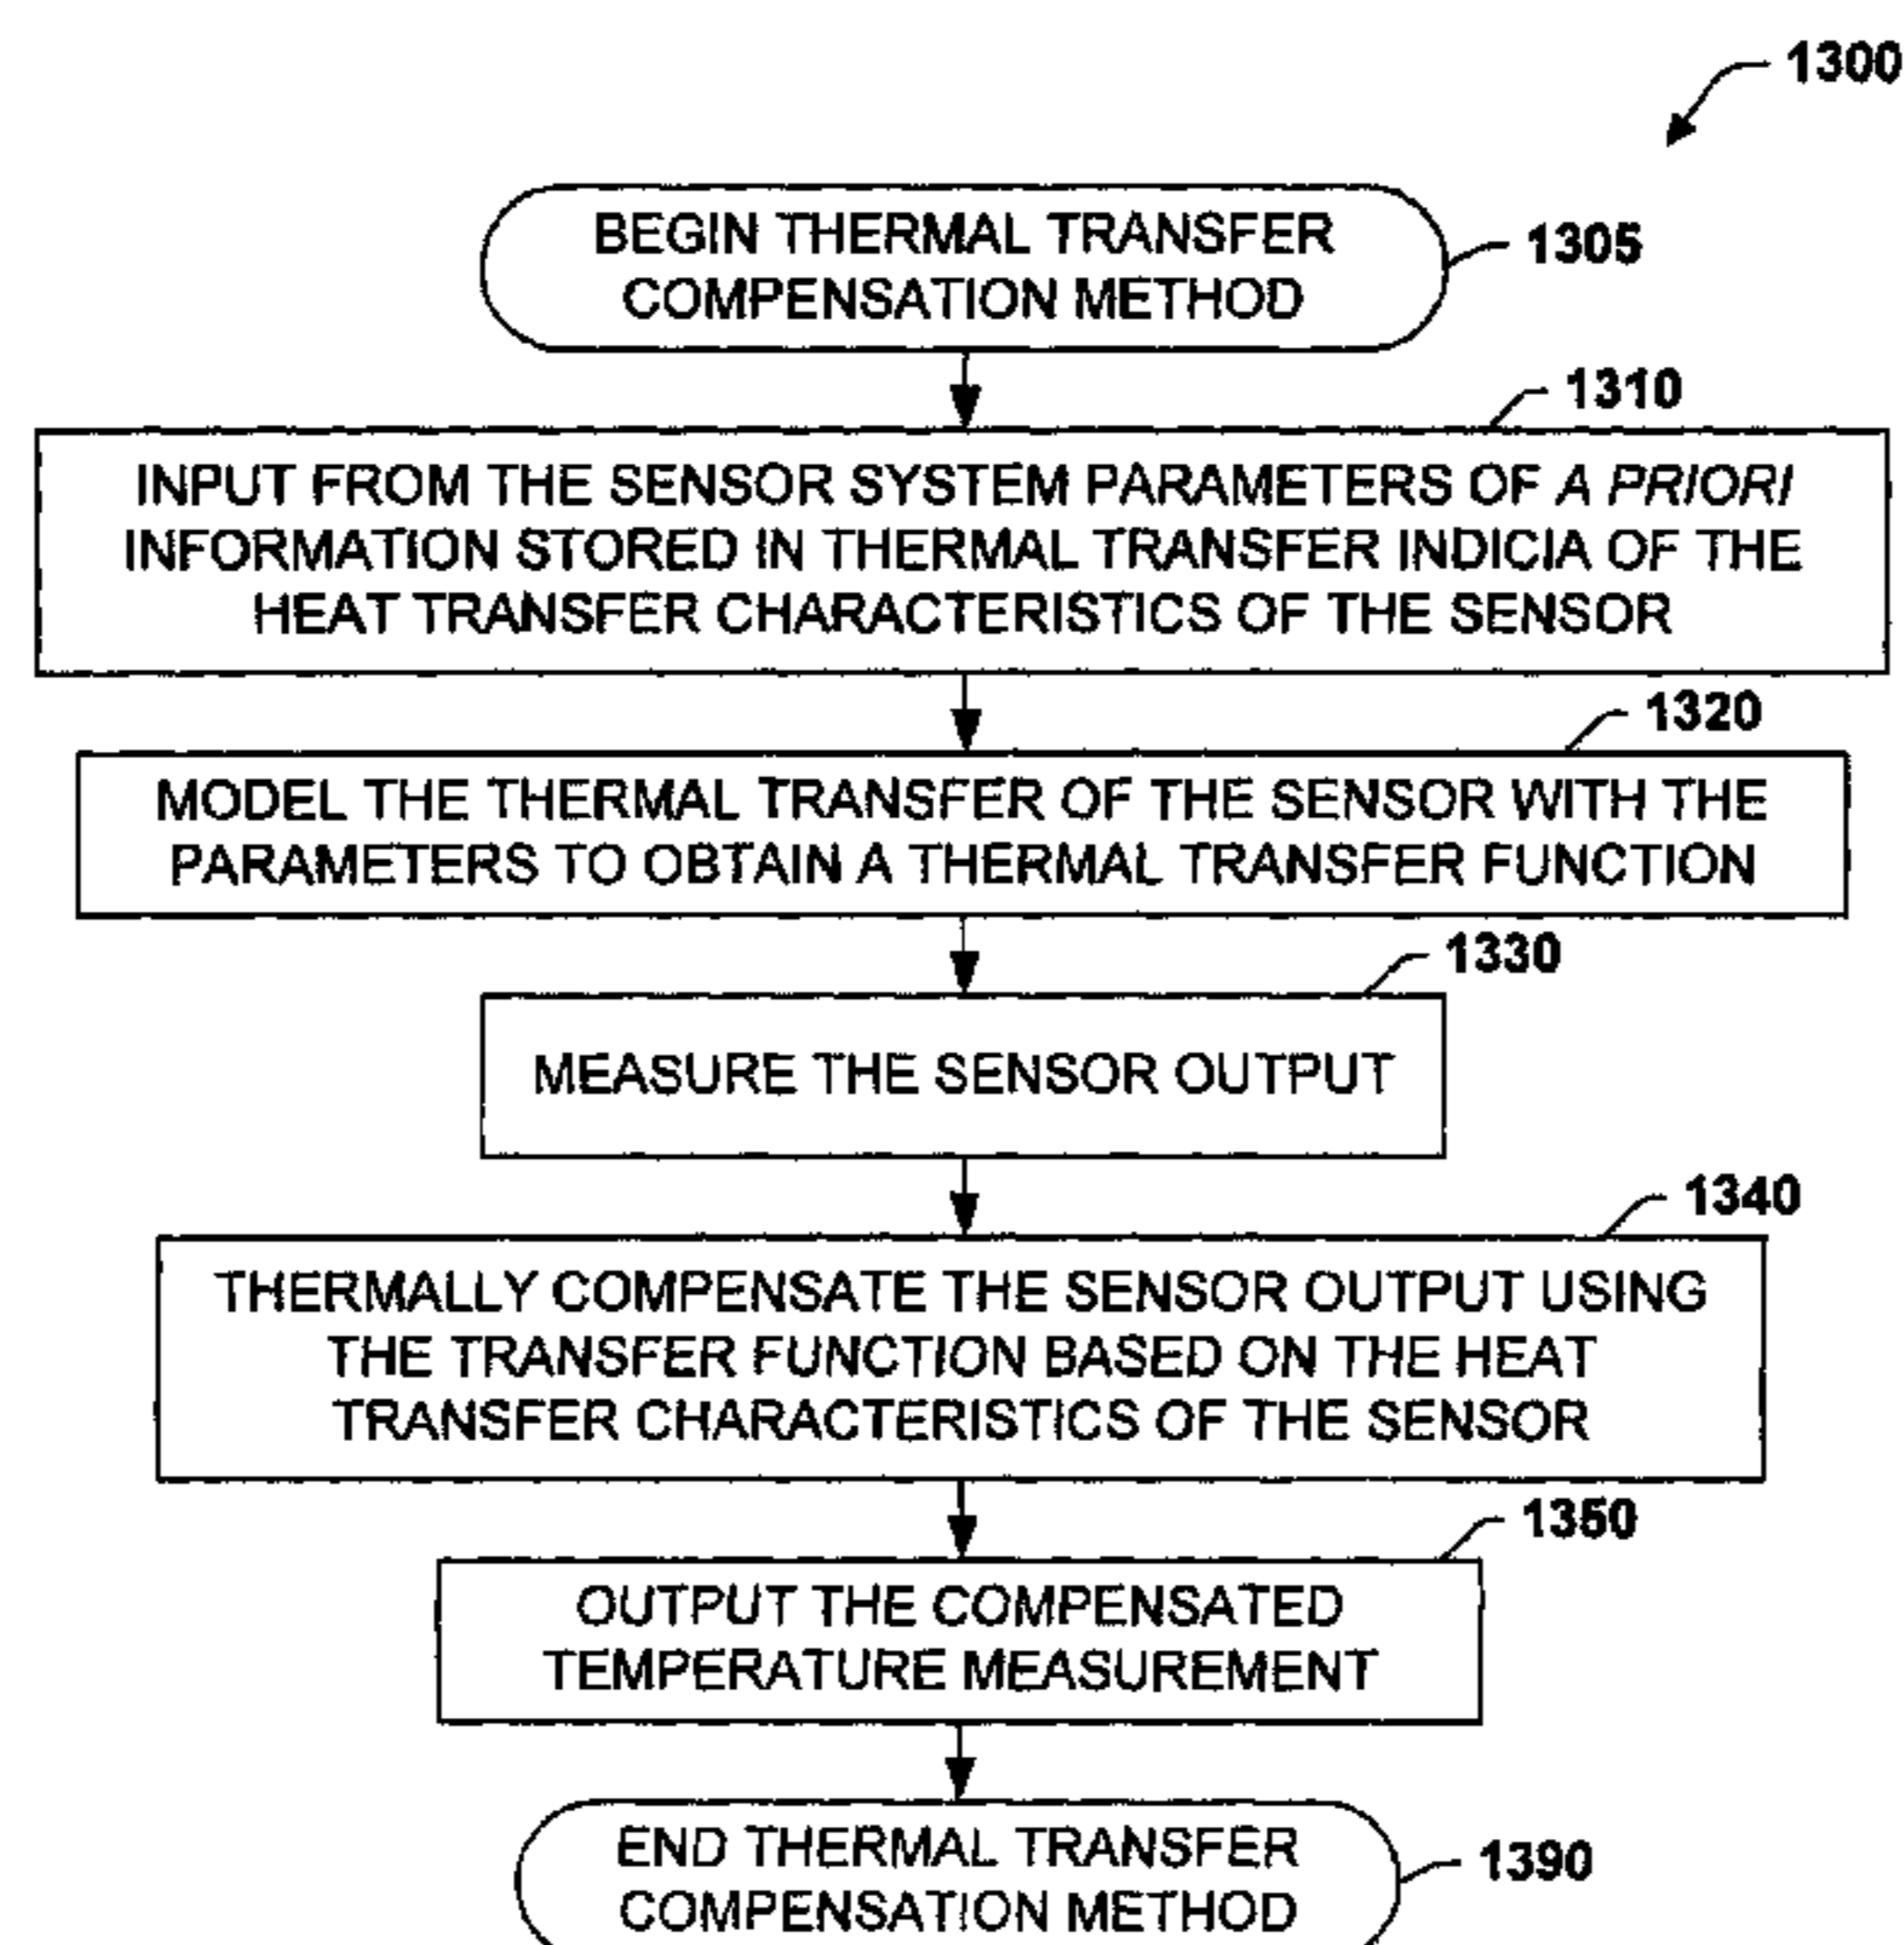 1300
BEGIN THERMAL TRANSFER
COMPENSATION METHOD
1305
1310
INPUT FROM THE SENSOR SYSTEM PARAMETERS OF A PRIORI
INFORMATION STORED IN THERMAL TRANSFER INDICIA OF THE
HEAT TRANSFER CHARACTERISTICS OF THE SENSOR
1320
MODEL THE THERMAL TRANSFER OF THE SENSOR WITH THE
PARAMETERS TO OBTAIN A THERMAL TRANSFER FUNCTION
1330
MEASURE THE SENSOR OUTPUT
1340
THERMALLY COMPENSATE THE SENSOR OUTPUT USING
THE TRANSFER FUNCTION BASED ON THE HEAT
TRANSFER CHARACTERISTICS OF THE SENSOR
1350
OUTPUT THE COMPENSATED
TEMPERATURE MEASUREMENT
END THERMAL TRANSFER
COMPENSATION METHOD
1390